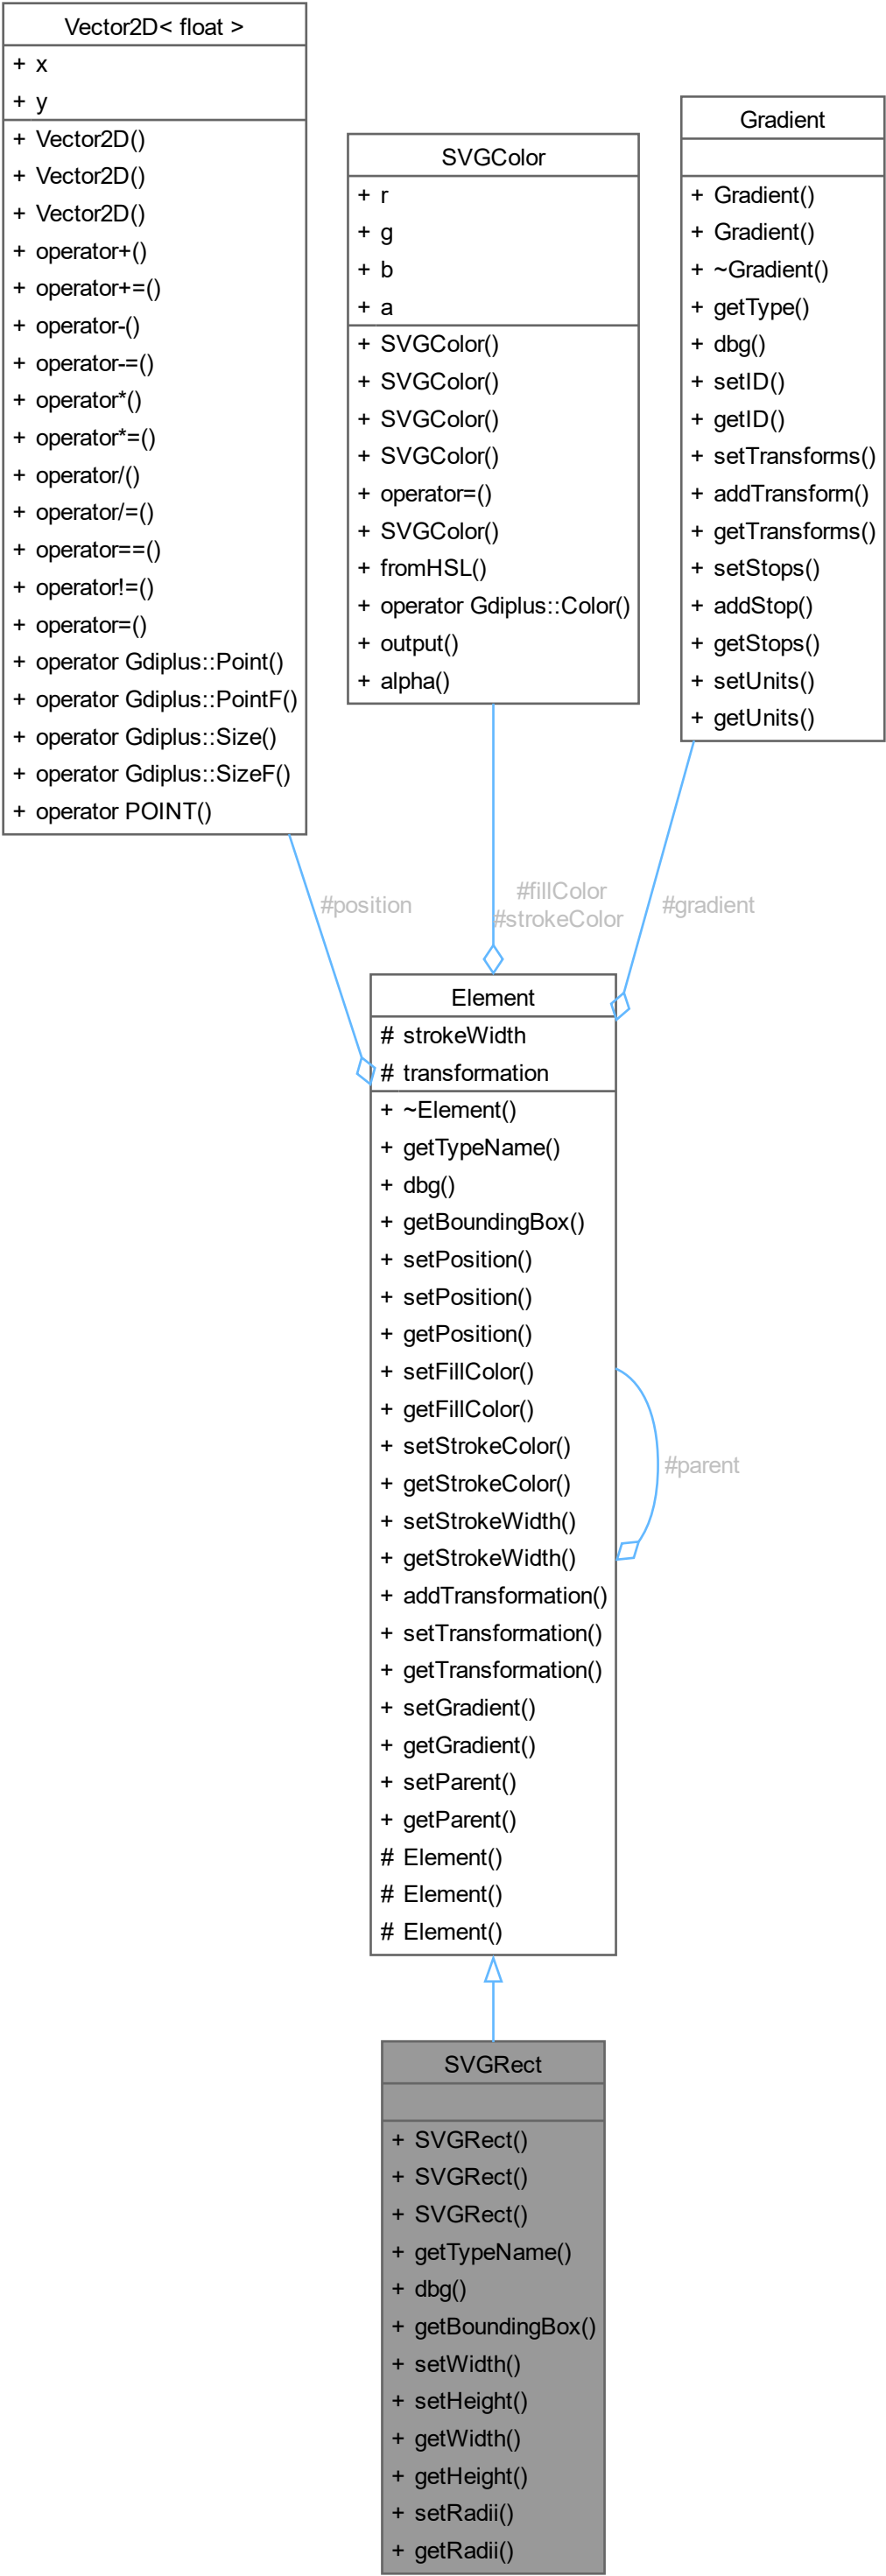 Vector2D< float >
+ x
+ y
+ Vector2D()
+ Vector2D()
+ Vector2D()
+ operator+()
+ operator+=()
+ operator-()
+ operator-=()
+ operator*()
+ operator*=()
+ operator/()
+ operator/=()
+ operator==()
+ operator!=()
+ operator=()
+ operator Gdiplus::Point()
+ operator Gdiplus::PointF()
+ operator Gdiplus::Size()
+ operator Gdiplus::SizeF()
+ operator POINT()
SVGColor
+ r
+ g
+ b
+ a
+ SVGColor()
+ SVGColor()
+ SVGColor()
+ SVGColor()
+ operator=()
+ SVGColor()
+ fromHSL()
+ operator Gdiplus::Color()
+ output()
+ alpha()
Gradient
+ Gradient()
+ Gradient()
+ ~Gradient()
+ getType()
+ dbg()
+ setID()
+ getID()
+ setTransforms()
+ addTransform()
+ getTransforms()
+ setStops()
+ addStop()
+ getStops()
+ setUnits()
+ getUnits()
#position
#fillColor
#strokeColor
#gradient
Element
# strokeWidth
# transformation
+ ~Element()
+ getTypeName()
+ dbg()
+ getBoundingBox()
+ setPosition()
+ setPosition()
+ getPosition()
+ setFillColor()
+ getFillColor()
+ setStrokeColor()
+ getStrokeColor()
+ setStrokeWidth()
+ getStrokeWidth()
+ addTransformation()
+ setTransformation()
+ getTransformation()
+ setGradient()
+ getGradient()
+ setParent()
+ getParent()
# Element()
# Element()
# Element()
#parent
SVGRect
+ SVGRect()
+ SVGRect()
+ SVGRect()
+ getTypeName()
+ dbg()
+ getBoundingBox()
+ setWidth()
+ setHeight()
+ getWidth()
+ getHeight()
+ setRadii()
+ getRadii()